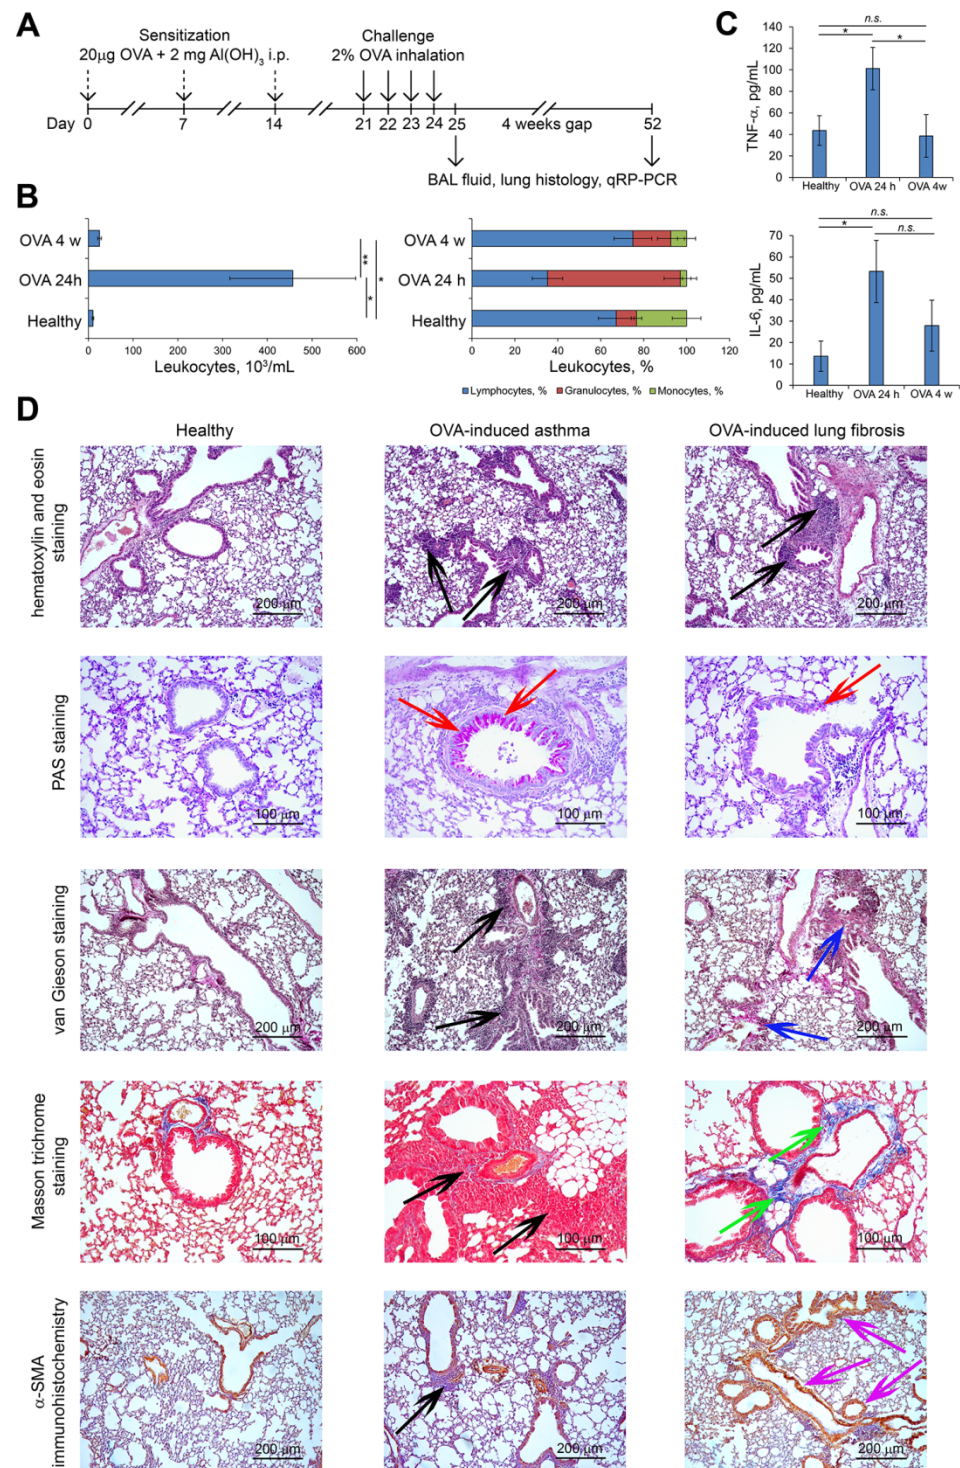 A
Sensitization
20µg OVA + 2 mg Al(OH)3 i.p.
Challenge
2% OVA inhalation
Day 0 7 14 21 22 23 24 25 4 weeks gap 52
BAL fluid, lung histology, qRP-PCR
B
OVA 4 w
OVA 24h
Healthy
0 100 200 300 400 500 600
Leukocytes, 10³/mL
** * *
OVA 4 w
OVA 24 h
Healthy
0 20 40 60 80 100 120
Leukocytes, %
Lymphocytes, % Granulocytes, % Monocytes, %
C
n.s.
* *
140
120
100
80
60
40
20
0
TNF-α, pg/mL
Healthy OVA 24 h OVA 4w
n.s.
* n.s.
70
60
50
40
30
20
10
0
IL-6, pg/mL
Healthy OVA 24 h OVA 4 w
D
Healthy OVA-induced asthma OVA-induced lung fibrosis
hematoxylin and eosin
staining
200 µm 200 µm 200 µm
PAS staining
100 µm 100 µm 100 µm
van Gieson staining
200 µm 200 µm 200 µm
Masson trichrome
staining
100 µm 100 µm 100 µm
α-SMA
immunohistochemistry
200 µm 200 µm 200 µm